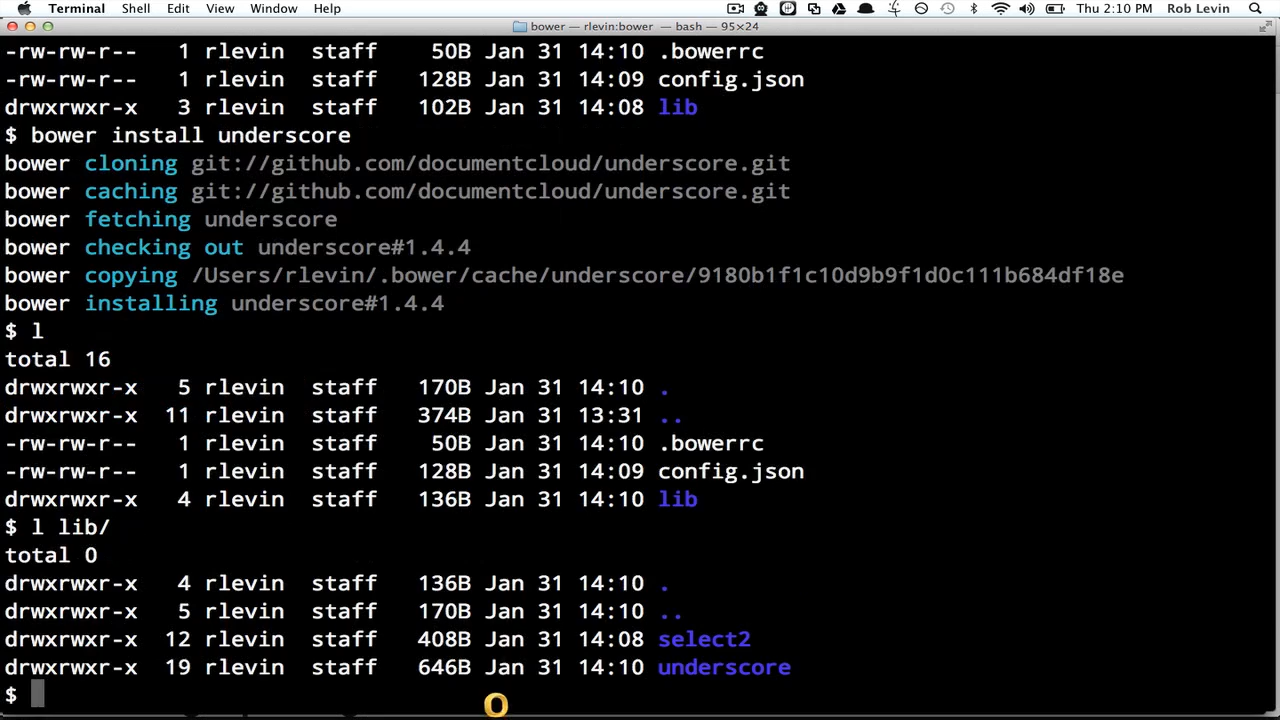 Terminal Shell Edit View Window Help Thu 2:10 PM Rob Levin
bower — rlevin:bower — bash — 95×24
-rw-rw-r-- 1 rlevin staff 50B Jan 31 14:10 .bowerrc
-rw-rw-r-- 1 rlevin staff 128B Jan 31 14:09 config.json
drwxrwxr-x 3 rlevin staff 102B Jan 31 14:08 lib
$ bower install underscore
bower cloning git://github.com/documentcloud/underscore.git
bower caching git://github.com/documentcloud/underscore.git
bower fetching underscore
bower checking out underscore#1.4.4
bower copying /Users/rlevin/.bower/cache/underscore/9180b1f1c10d9b9f1d0c111b684df18e
bower installing underscore#1.4.4
$ l
total 16
drwxrwxr-x 5 rlevin staff 170B Jan 31 14:10 .
drwxrwxr-x 11 rlevin staff 374B Jan 31 13:31 ..
-rw-rw-r-- 1 rlevin staff 50B Jan 31 14:10 .bowerrc
-rw-rw-r-- 1 rlevin staff 128B Jan 31 14:09 config.json
drwxrwxr-x 4 rlevin staff 136B Jan 31 14:10 lib
$ l lib/
total 0
drwxrwxr-x 4 rlevin staff 136B Jan 31 14:10 .
drwxrwxr-x 5 rlevin staff 170B Jan 31 14:10 ..
drwxrwxr-x 12 rlevin staff 408B Jan 31 14:08 select2
drwxrwxr-x 19 rlevin staff 646B Jan 31 14:10 underscore
$